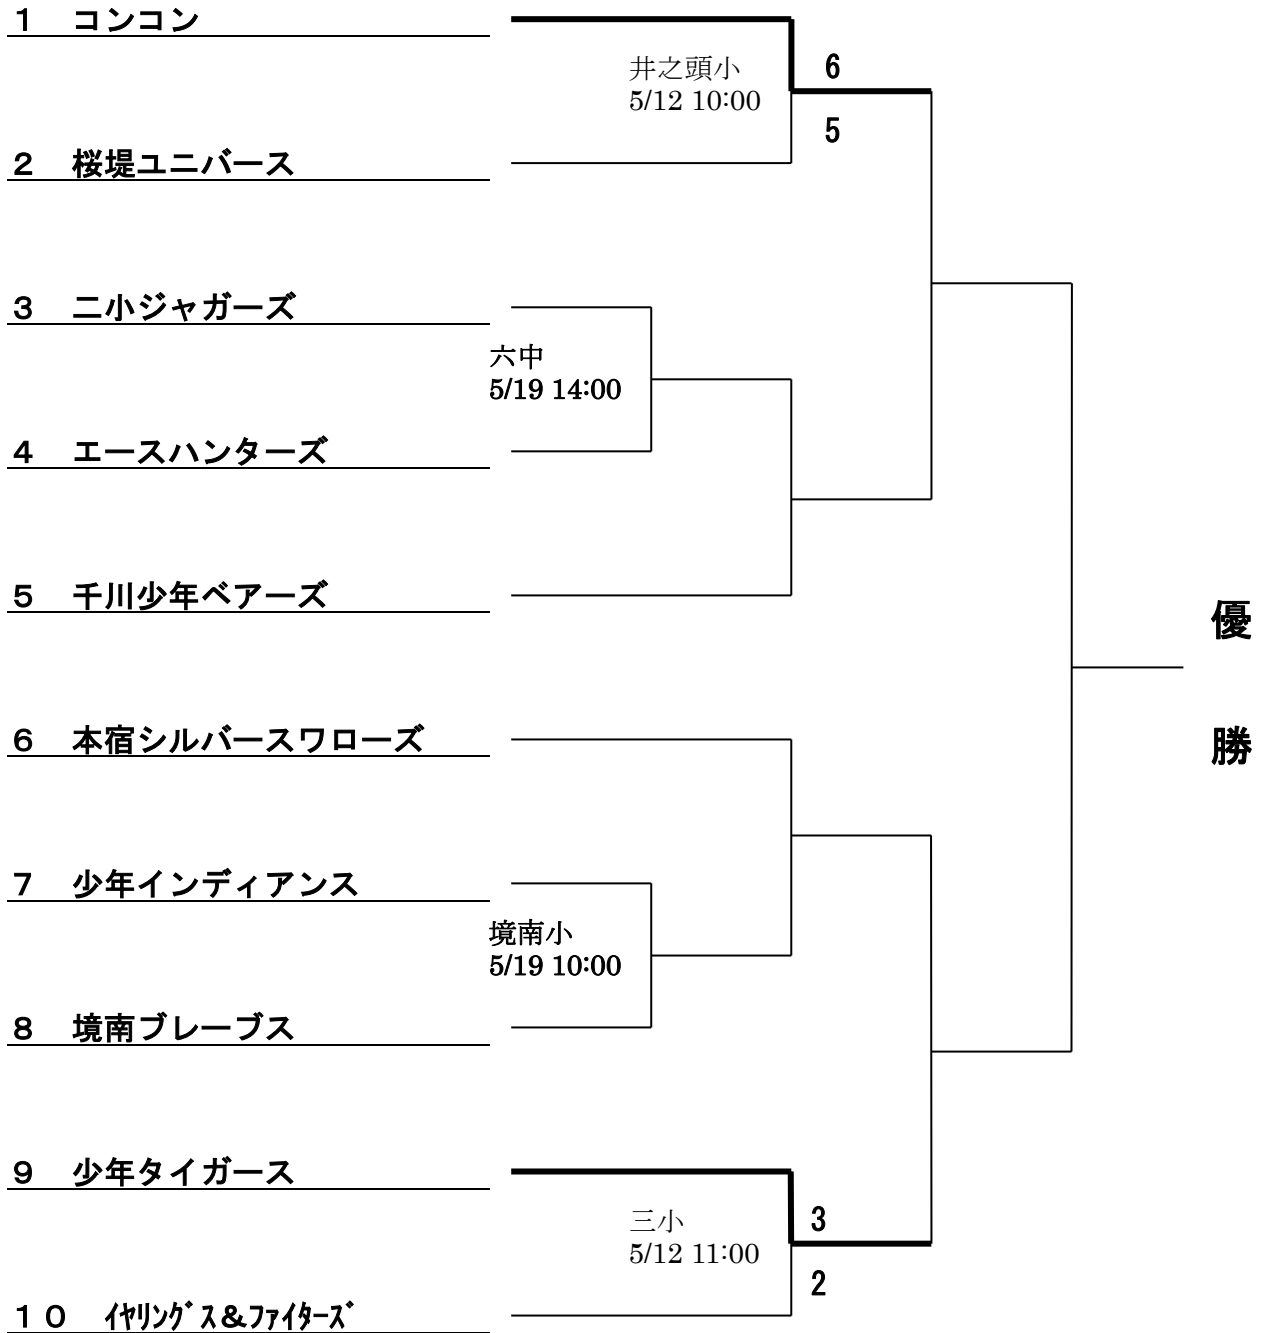 １　コンコン
井之頭小
5/12 10:00
6
5
２　桜堤ユニバース
３　二小ジャガーズ
六中
5/19 14:00
４　エースハンターズ
５　千川少年ベアーズ
優
勝
６　本宿シルバースワローズ
７　少年インディアンス
境南小
5/19 10:00
８　境南ブレーブス
９　少年タイガース
三小
5/12 11:00
3
2
１０　ｲﾔﾘﾝｸﾞｽ＆ﾌｧｲﾀｰｽﾞ